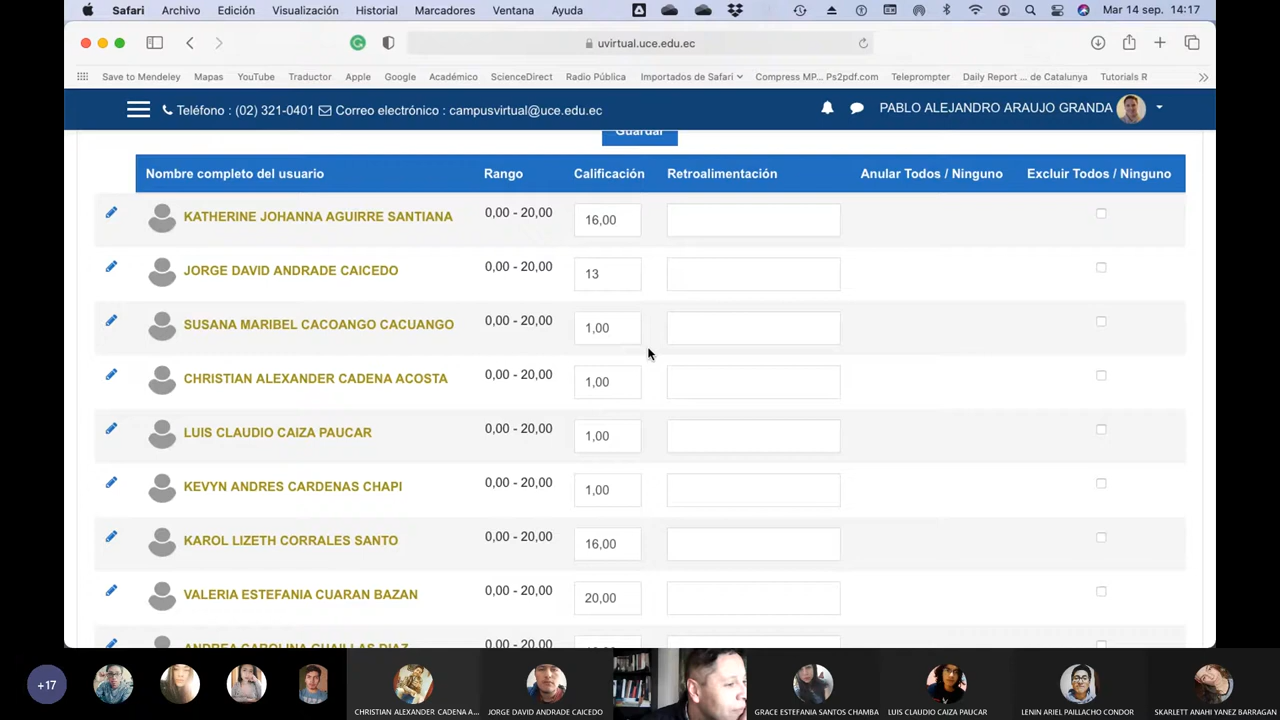 Safari Archivo Edición Visualización Historial Marcadores Ventana Ayuda Mar 14 sep. 14:17
uvirtual.uce.edu.ec
Save to Mendeley Mapas YouTube Traductor Apple Google Académico ScienceDirect Radio Pública Importados de Safari Compress MP... Ps2pdf.com Teleprompter Daily Report ... de Catalunya Tutorials R
Teléfono : (02) 321-0401 Correo electrónico : campusvirtual@uce.edu.ec PABLO ALEJANDRO ARAUJO GRANDA
Guardar
Nombre completo del usuario Rango Calificación Retroalimentación Anular Todos / Ninguno Excluir Todos / Ninguno
KATHERINE JOHANNA AGUIRRE SANTIANA 0,00 - 20,00 16,00
JORGE DAVID ANDRADE CAICEDO 0,00 - 20,00 13
SUSANA MARIBEL CACOANGO CACUANGO 0,00 - 20,00 1,00
CHRISTIAN ALEXANDER CADENA ACOSTA 0,00 - 20,00 1,00
LUIS CLAUDIO CAIZA PAUCAR 0,00 - 20,00 1,00
KEVYN ANDRES CARDENAS CHAPI 0,00 - 20,00 1,00
KAROL LIZETH CORRALES SANTO 0,00 - 20,00 16,00
VALERIA ESTEFANIA CUARAN BAZAN 0,00 - 20,00 20,00
ANDREA CAROLINA GUAILLAS DIAZ 0,00 - 20,00
+17 CHRISTIAN ALEXANDER CADENA A... JORGE DAVID ANDRADE CAICEDO GRACE ESTEFANIA SANTOS CHAMBA LUIS CLAUDIO CAIZA PAUCAR LENIN ARIEL PAILLACHO CONDOR SKARLETT ANAHI YANEZ BARRAGAN